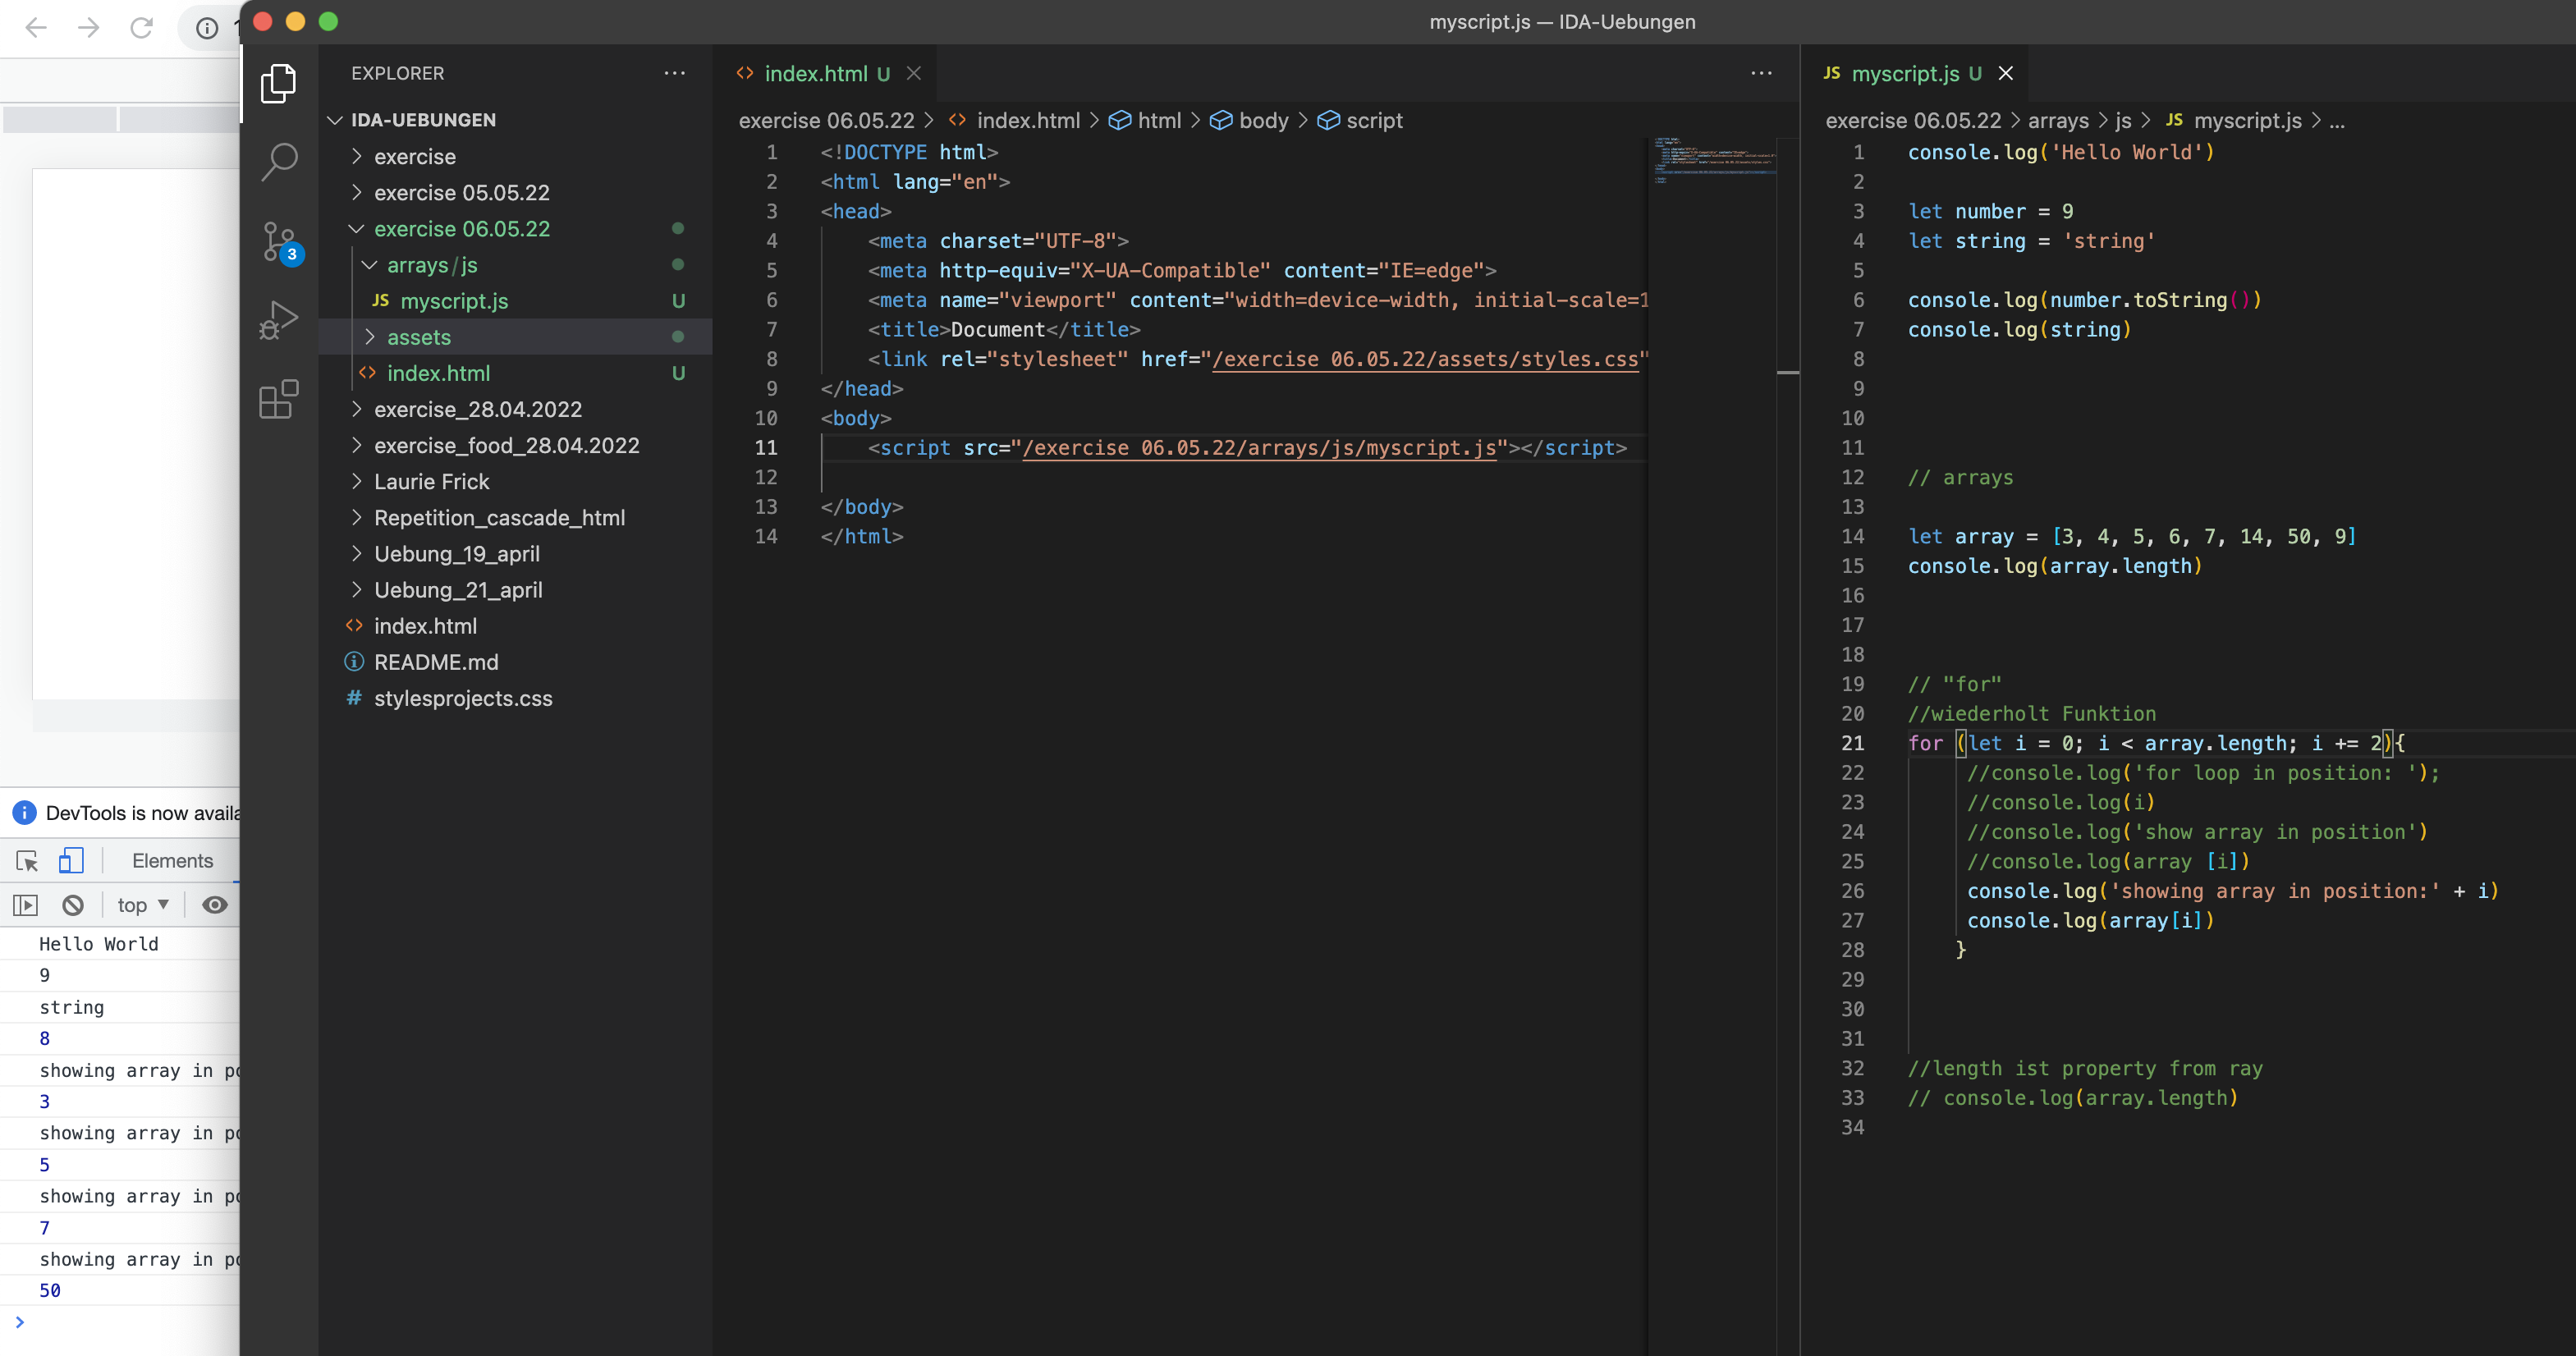 myscript.js — IDA-Uebungen
EXPLORER
IDA-UEBUNGEN
exercise
exercise 05.05.22
exercise 06.05.22
arrays/js
JS myscript.js U
assets
index.html U
exercise_28.04.2022
exercise_food_28.04.2022
Laurie Frick
Repetition_cascade_html
Uebung_19_april
Uebung_21_april
index.html
README.md
# stylesprojects.css
3
index.html U
exercise 06.05.22 > index.html > html > body > script
1 <!DOCTYPE html>
2 <html lang="en">
3 <head>
4 <meta charset="UTF-8">
5 <meta http-equiv="X-UA-Compatible" content="IE=edge">
6 <meta name="viewport" content="width=device-width, initial-scale=1
7 <title>Document</title>
8 <link rel="stylesheet" href="/exercise 06.05.22/assets/styles.css"
9 </head>
10 <body>
11 <script src="/exercise 06.05.22/arrays/js/myscript.js"></script>
12
13 </body>
14 </html>
JS myscript.js U
exercise 06.05.22 > arrays > js > JS myscript.js > ...
1 console.log('Hello World')
2
3 let number = 9
4 let string = 'string'
5
6 console.log(number.toString())
7 console.log(string)
8
9
10
11
12 // arrays
13
14 let array = [3, 4, 5, 6, 7, 14, 50, 9]
15 console.log(array.length)
16
17
18
19 // "for"
20 //wiederholt Funktion
21 for (let i = 0; i < array.length; i += 2){
22 //console.log('for loop in position: ');
23 //console.log(i)
24 //console.log('show array in position')
25 //console.log(array [i])
26 console.log('showing array in position:' + i)
27 console.log(array[i])
28 }
29
30
31
32 //length ist property from ray
33 // console.log(array.length)
34
DevTools is now availa
Elements
top
Hello World
9
string
8
showing array in po
3
showing array in po
5
showing array in po
7
showing array in po
50